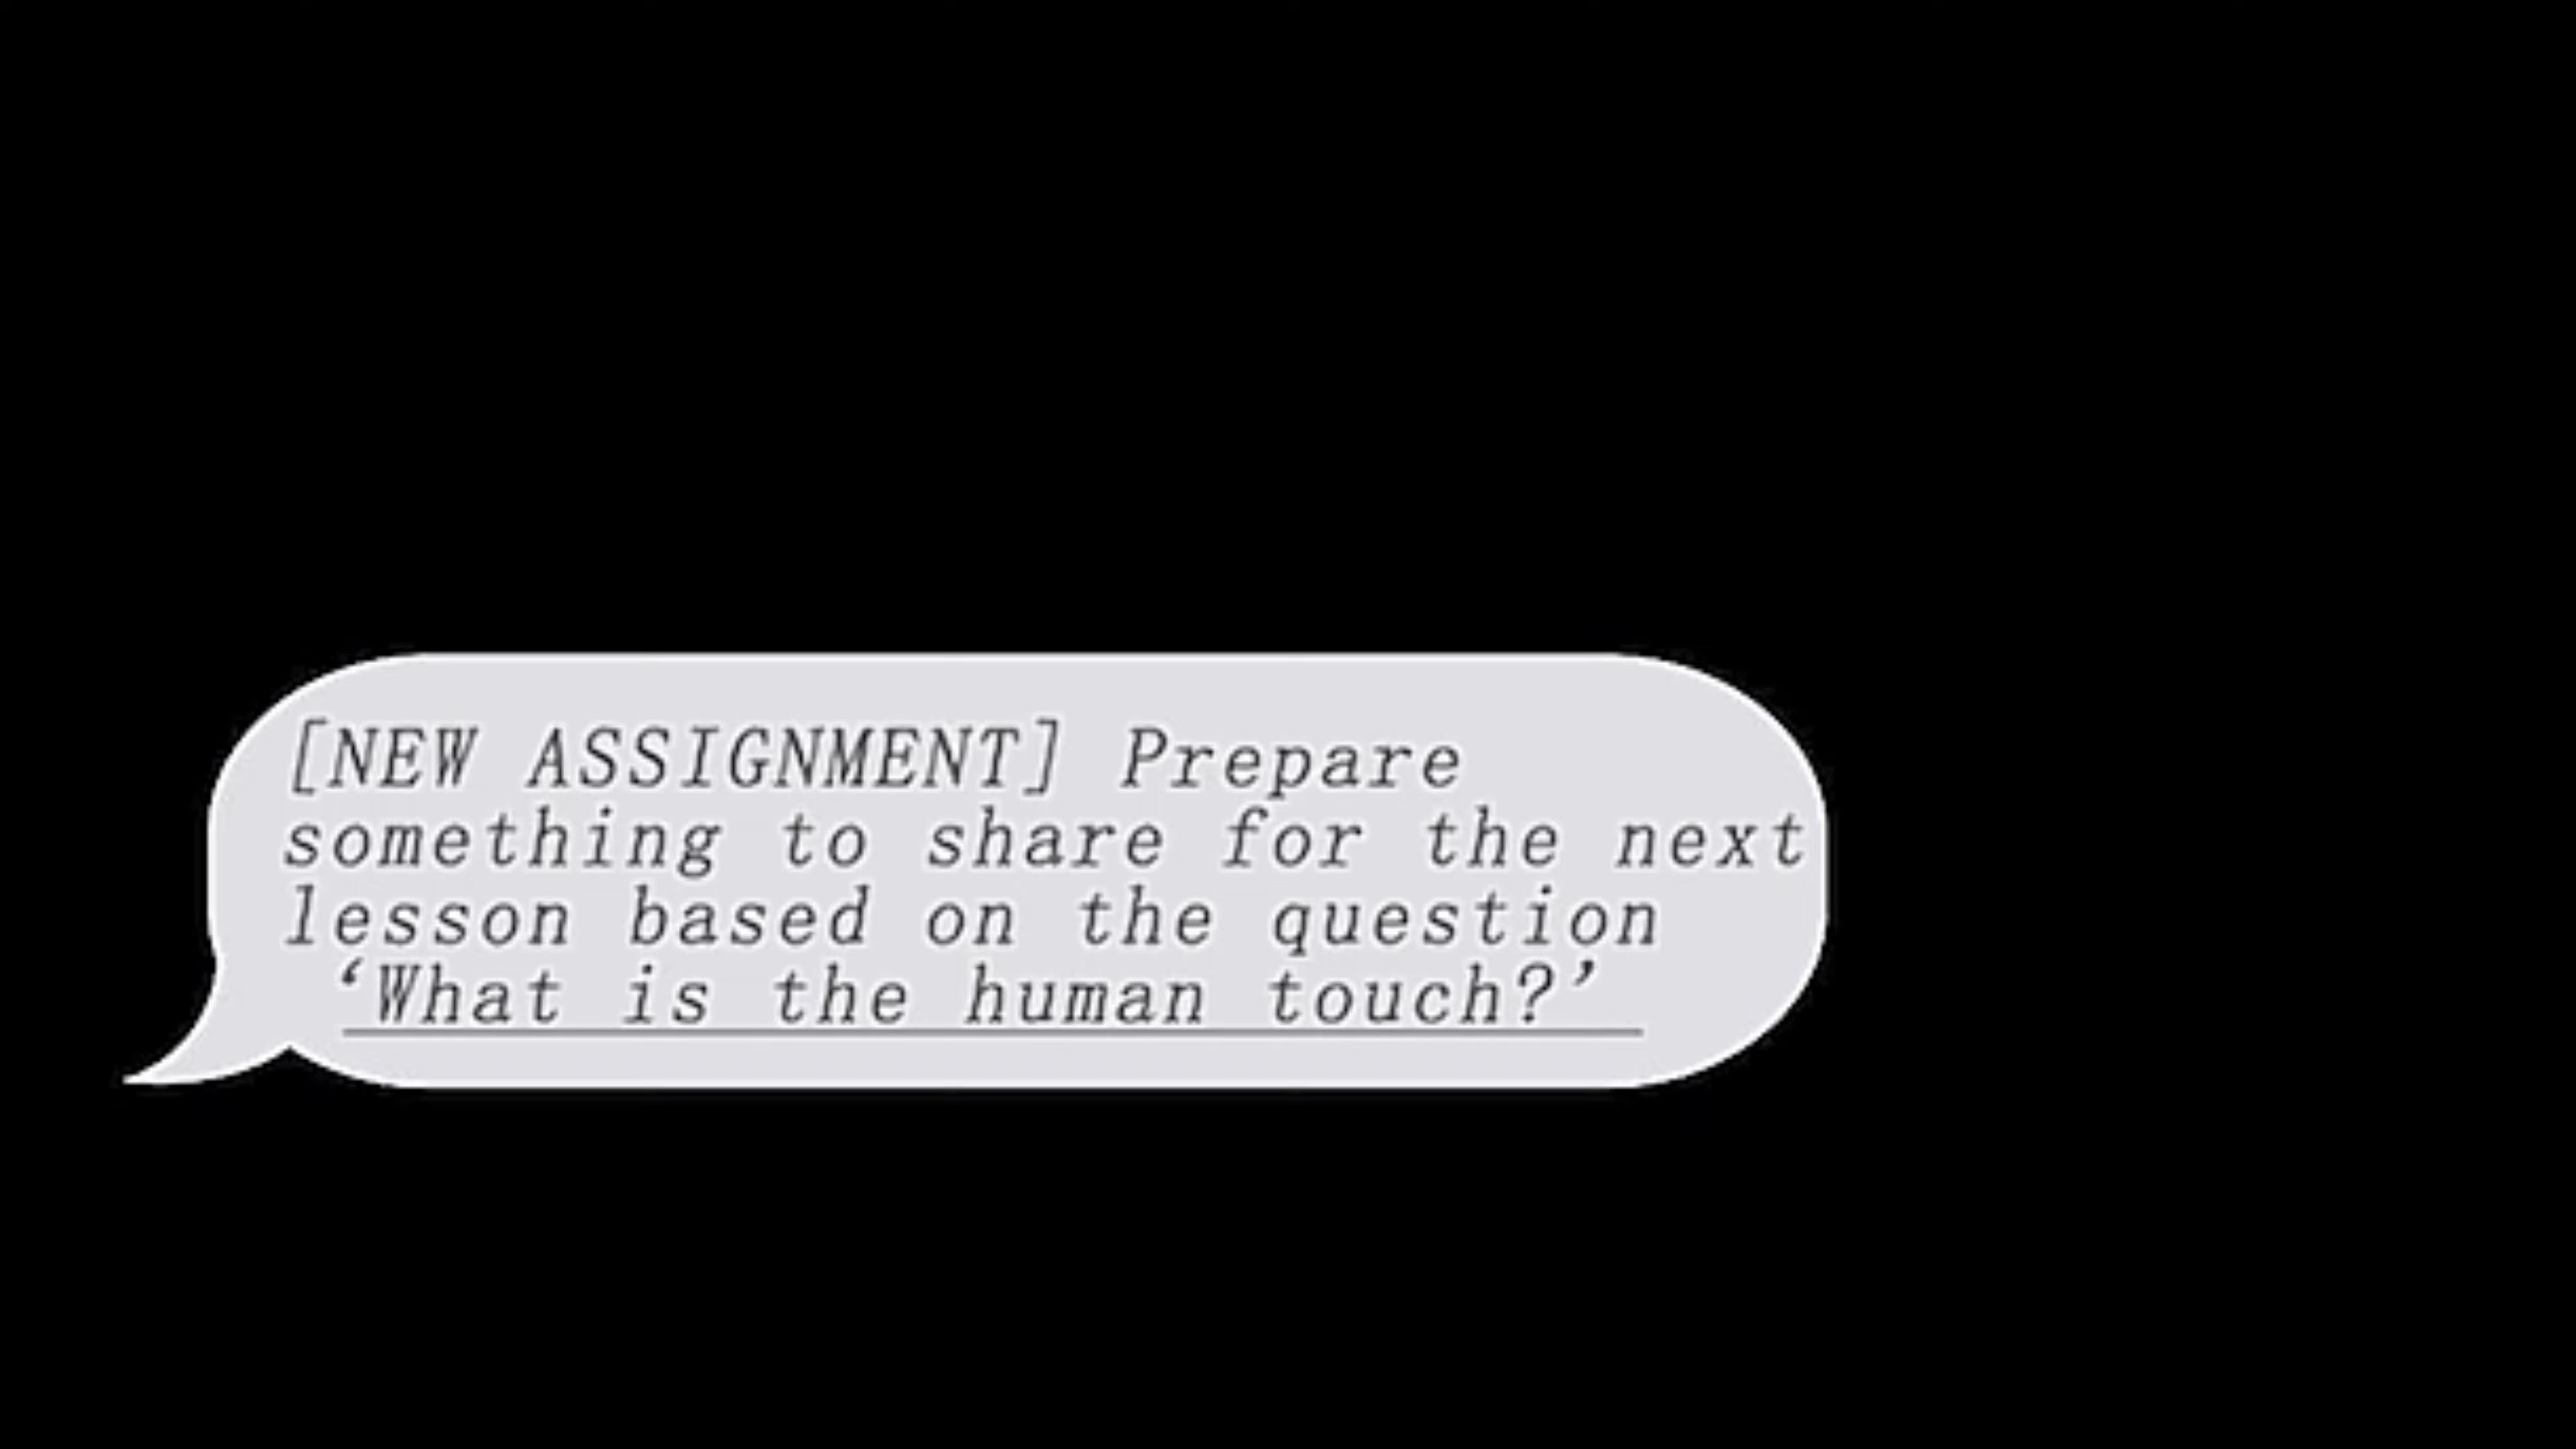 [NEW ASSIGNMENT] Prepare
something to share for the next
lesson based on the question
‘What is the human touch?’